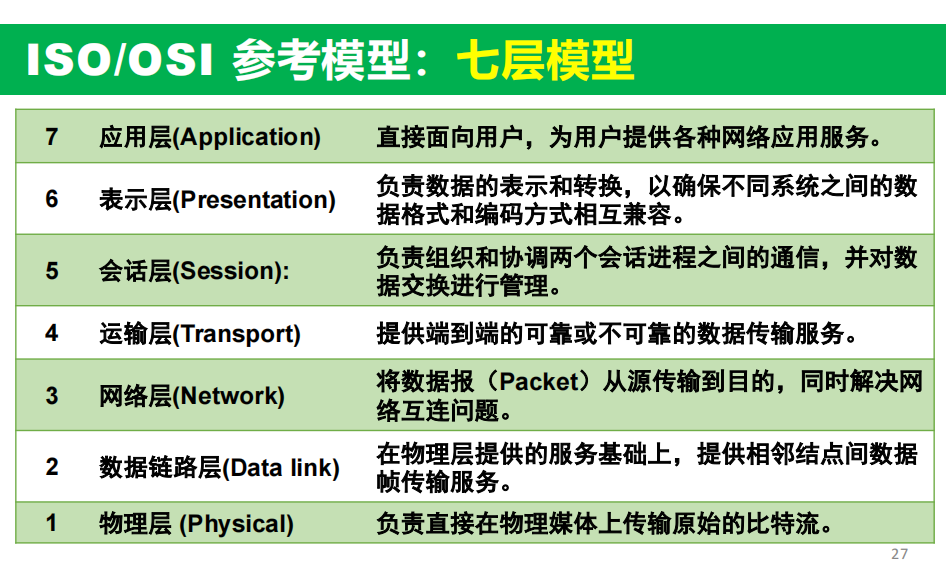 ISO/OSI 参考模型：七层模型
7 应用层(Application) 直接面向用户，为用户提供各种网络应用服务。
6 表示层(Presentation) 负责数据的表示和转换，以确保不同系统之间的数
据格式和编码方式相互兼容。
5 会话层(Session): 负责组织和协调两个会话进程之间的通信，并对数
据交换进行管理。
4 运输层(Transport) 提供端到端的可靠或不可靠的数据传输服务。
3 网络层(Network) 将数据报（Packet）从源传输到目的，同时解决网
络互连问题。
2 数据链路层(Data link) 在物理层提供的服务基础上，提供相邻结点间数据
帧传输服务。
1 物理层 (Physical) 负责直接在物理媒体上传输原始的比特流。
27